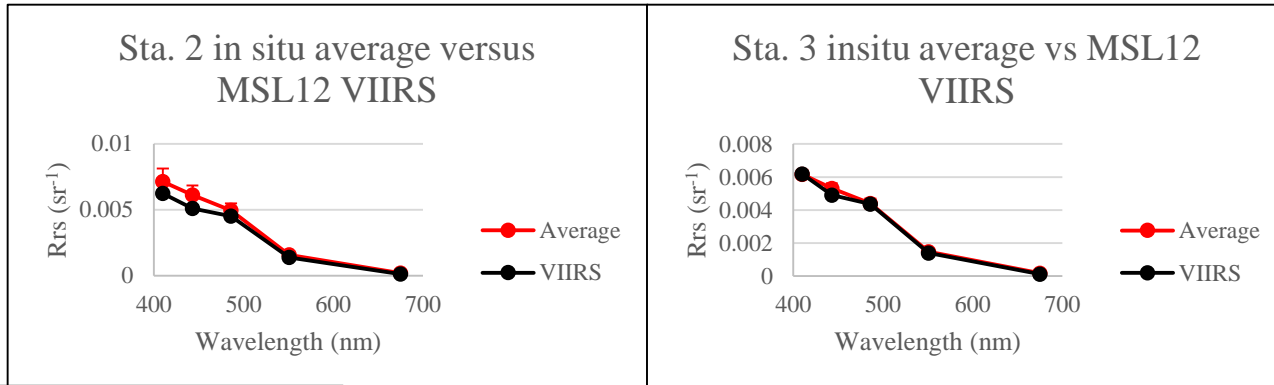 Sta. 2 in situ average versus
MSL12 VIIRS
0.01
0.005
0
Rrs (sr-1)
400
500
600
700
Wavelength (nm)
Average
VIIRS
Sta. 3 insitu average vs MSL12
VIIRS
0.008
0.006
0.004
0.002
0
Rrs (sr-1)
400
500
600
700
Wavelength (nm)
Average
VIIRS